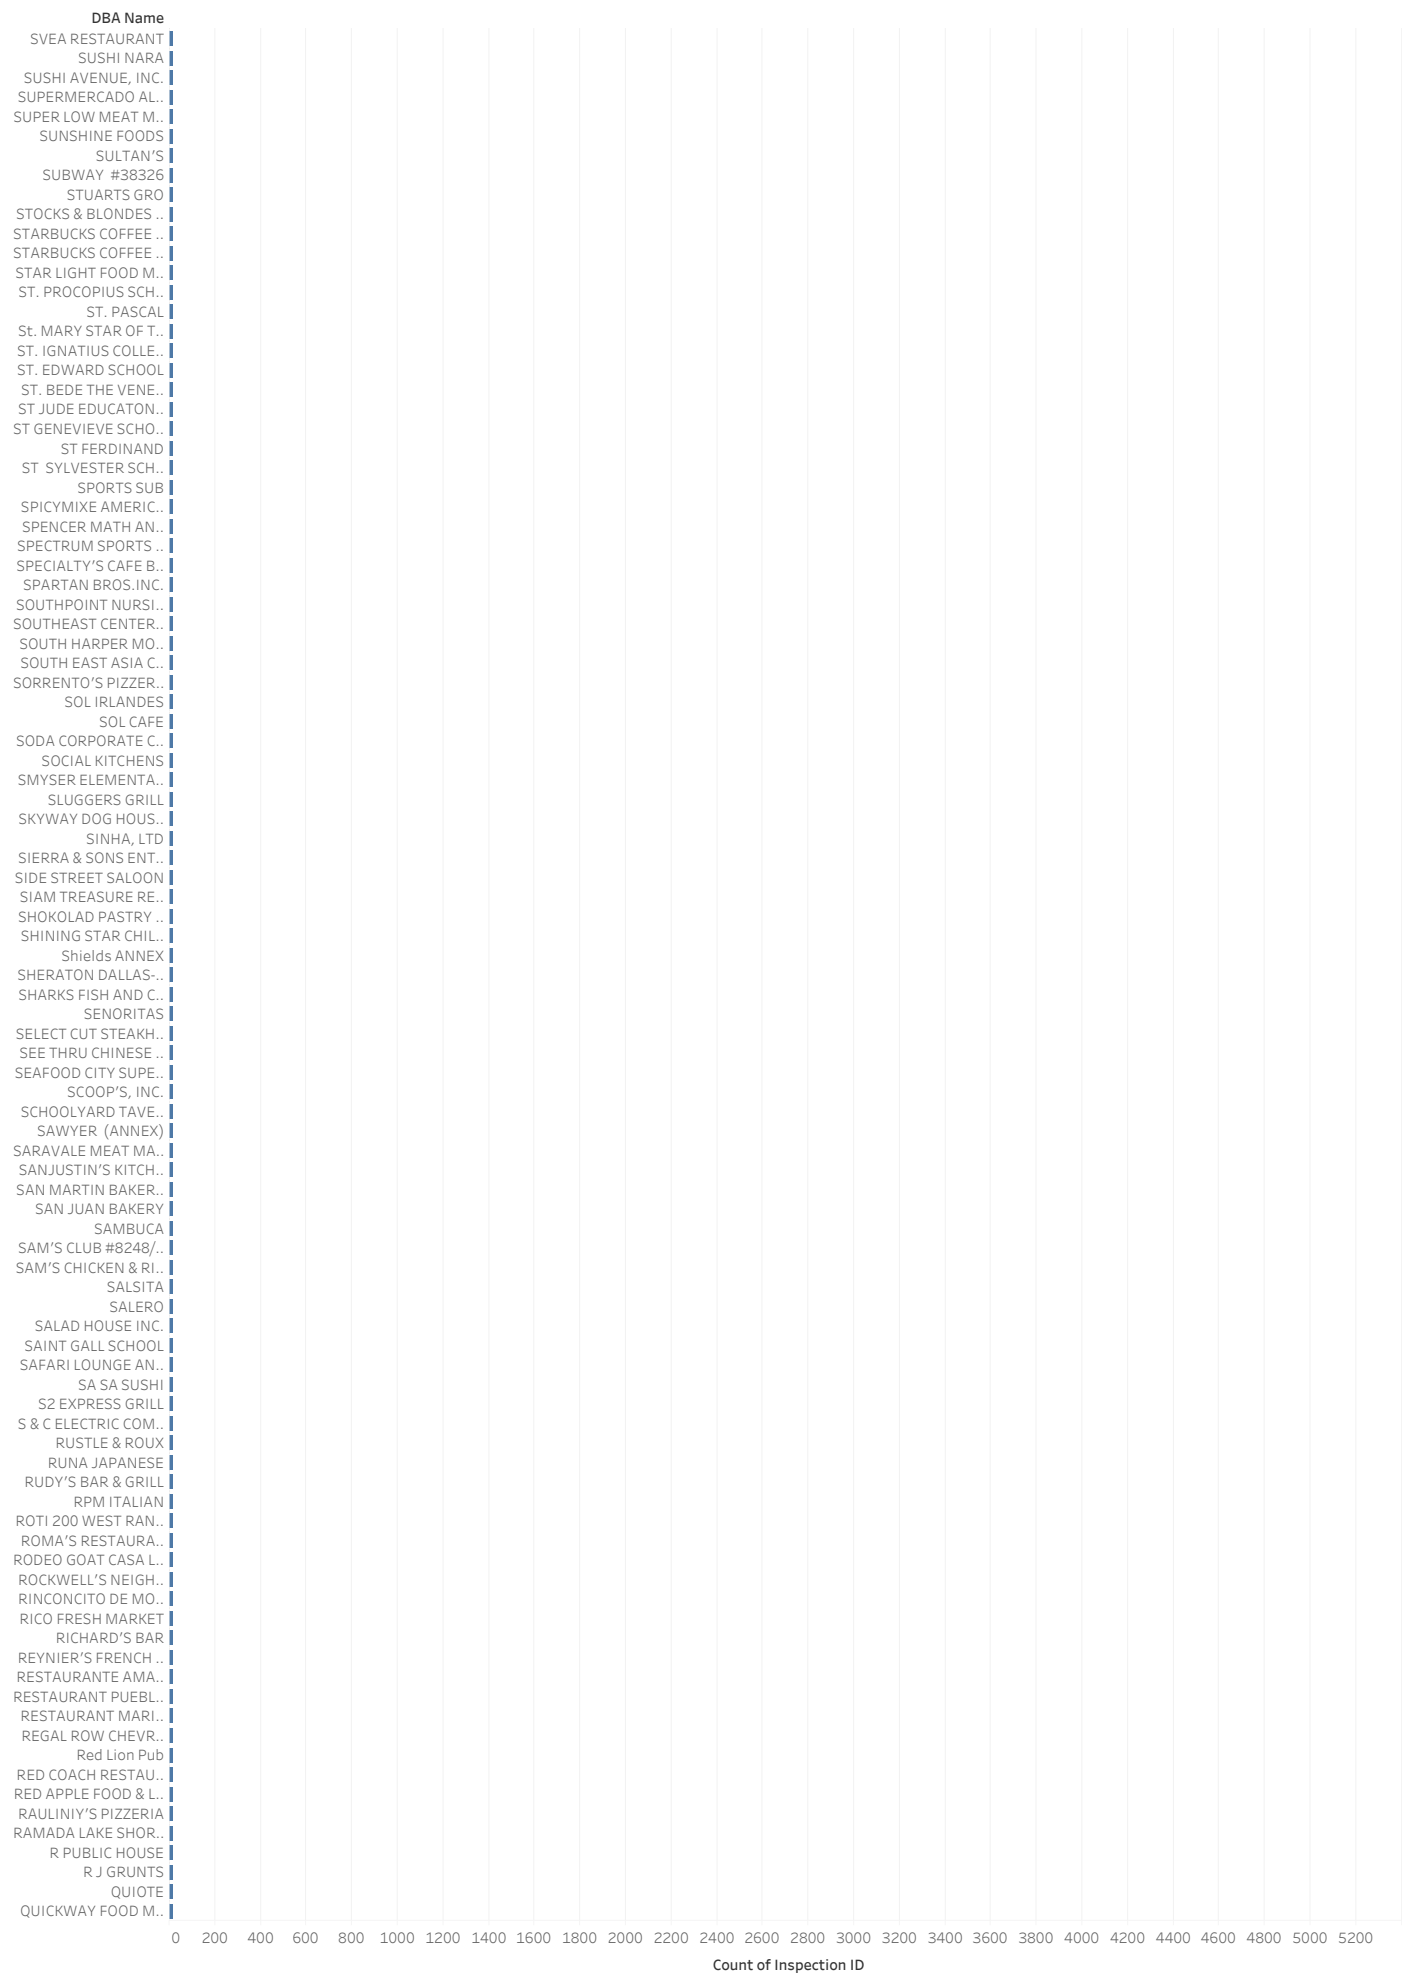 DBA Name
SVEA RESTAURANT
SUSHI NARA
SUSHI AVENUE, INC.
SUPERMERCADO AL..
SUPER LOW MEAT M..
SUNSHINE FOODS
SULTAN'S
SUBWAY  #38326
STUARTS GRO
STOCKS & BLONDES ..
STARBUCKS COFFEE ..
STARBUCKS COFFEE ..
STAR LIGHT FOOD M..
ST. PROCOPIUS SCH..
ST. PASCAL
St. MARY STAR OF T..
ST. IGNATIUS COLLE..
ST. EDWARD SCHOOL
ST. BEDE THE VENE..
ST JUDE EDUCATON..
ST GENEVIEVE SCHO..
ST FERDINAND
ST  SYLVESTER SCH..
SPORTS SUB
SPICYMIXE AMERIC..
SPENCER MATH AN..
SPECTRUM SPORTS ..
SPECIALTY'S CAFE B..
SPARTAN BROS.INC.
SOUTHPOINT NURSI..
SOUTHEAST CENTER..
SOUTH HARPER MO..
SOUTH EAST ASIA C..
SORRENTO'S PIZZER..
SOL IRLANDES
SOL CAFE
SODA CORPORATE C..
SOCIAL KITCHENS
SMYSER ELEMENTA..
SLUGGERS GRILL
SKYWAY DOG HOUS..
SINHA, LTD
SIERRA & SONS ENT..
SIDE STREET SALOON
SIAM TREASURE RE..
SHOKOLAD PASTRY ..
SHINING STAR CHIL..
Shields ANNEX
SHERATON DALLAS-..
SHARKS FISH AND C..
SENORITAS
SELECT CUT STEAKH..
SEE THRU CHINESE ..
SEAFOOD CITY SUPE..
SCOOP'S, INC.
SCHOOLYARD TAVE..
SAWYER  (ANNEX)
SARAVALE MEAT MA..
SANJUSTIN'S KITCH..
SAN MARTIN BAKER..
SAN JUAN BAKERY
SAMBUCA
SAM'S CLUB #8248/..
SAM'S CHICKEN & RI..
SALSITA
SALERO
SALAD HOUSE INC.
SAINT GALL SCHOOL
SAFARI LOUNGE AN..
SA SA SUSHI
S2 EXPRESS GRILL
S & C ELECTRIC COM..
RUSTLE & ROUX
RUNA JAPANESE
RUDY'S BAR & GRILL
RPM ITALIAN
ROTI 200 WEST RAN..
ROMA'S RESTAURA..
RODEO GOAT CASA L..
ROCKWELL'S NEIGH..
RINCONCITO DE MO..
RICO FRESH MARKET
RICHARD'S BAR
REYNIER'S FRENCH ..
RESTAURANTE AMA..
RESTAURANT PUEBL..
RESTAURANT MARI..
REGAL ROW CHEVR..
Red Lion Pub
RED COACH RESTAU..
RED APPLE FOOD & L..
RAULINIY'S PIZZERIA
RAMADA LAKE SHOR..
R PUBLIC HOUSE
R J GRUNTS
QUIOTE
QUICKWAY FOOD M..
0 200 400 600 800 1000 1200 1400 1600 1800 2000 2200 2400 2600 2800 3000 3200 3400 3600 3800 4000 4200 4400 4600 4800 5000 5200
Count of Inspection ID